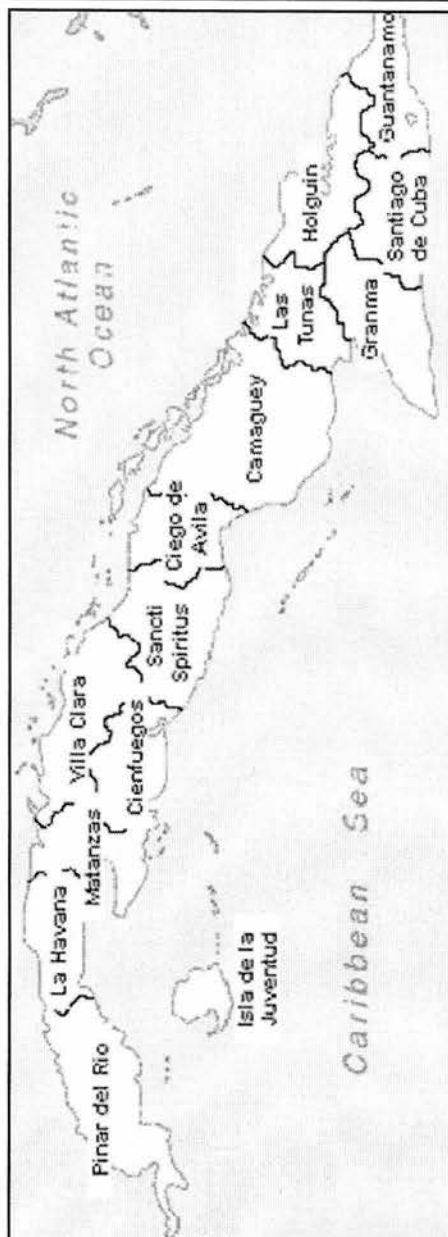 North Atlantic
Ocean
Pinar del Rio
La Havana
Matanzas
Villa Clara
Cienfuegos
Sancti
Spiritus
Ciego de
Avila
Camaguey
Las
Tunas
Holguin
Granma
Santiago
de Cuba
Guantanamo
Isla de la
Juventud
Caribbean Sea